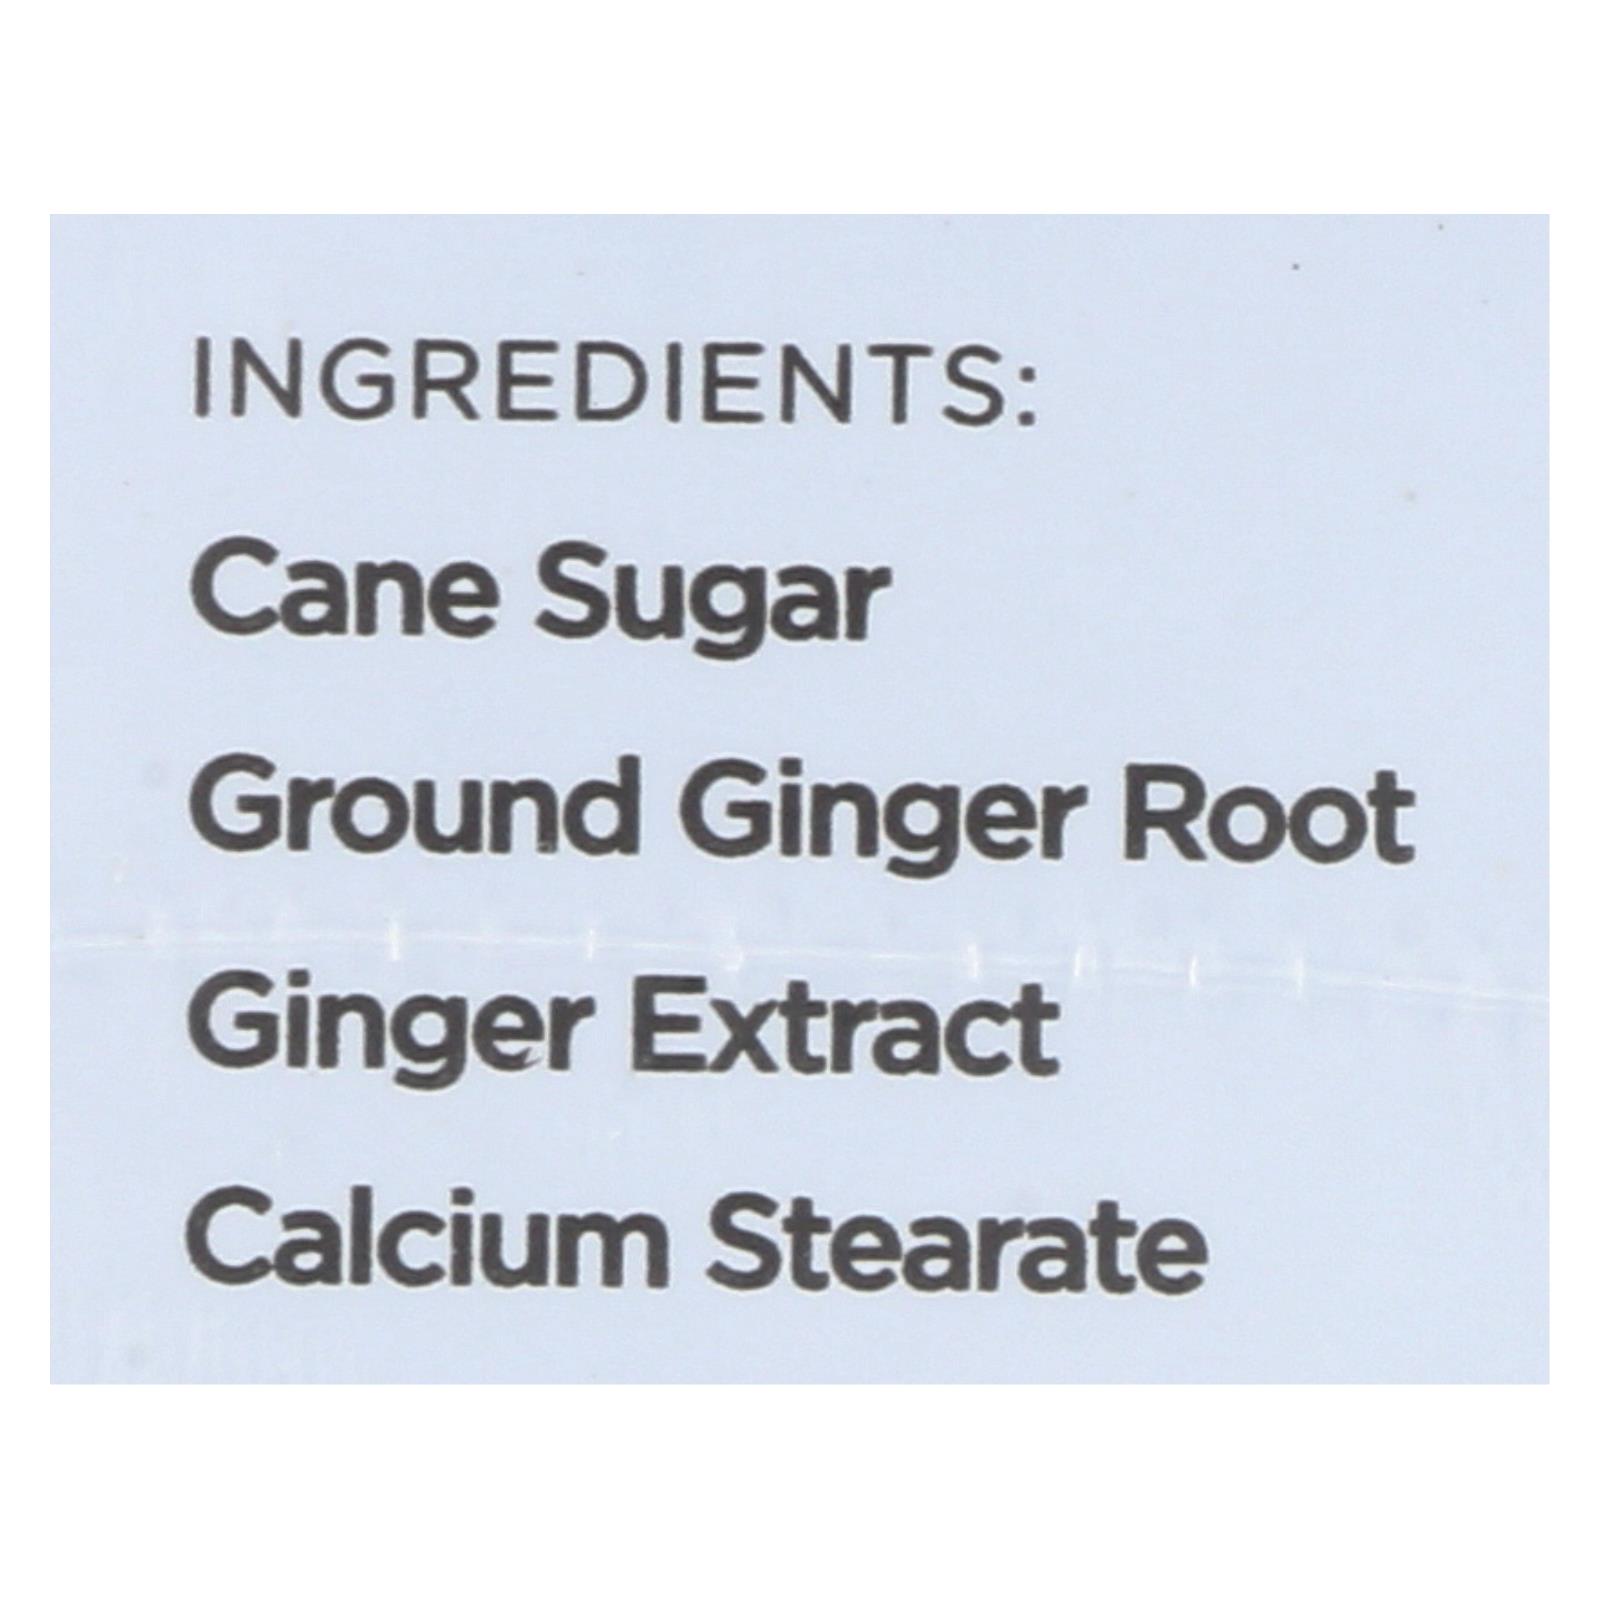 INGREDIENTS:
Cane Sugar
Ground Ginger Root
Ginger Extract
Calcium Stearate